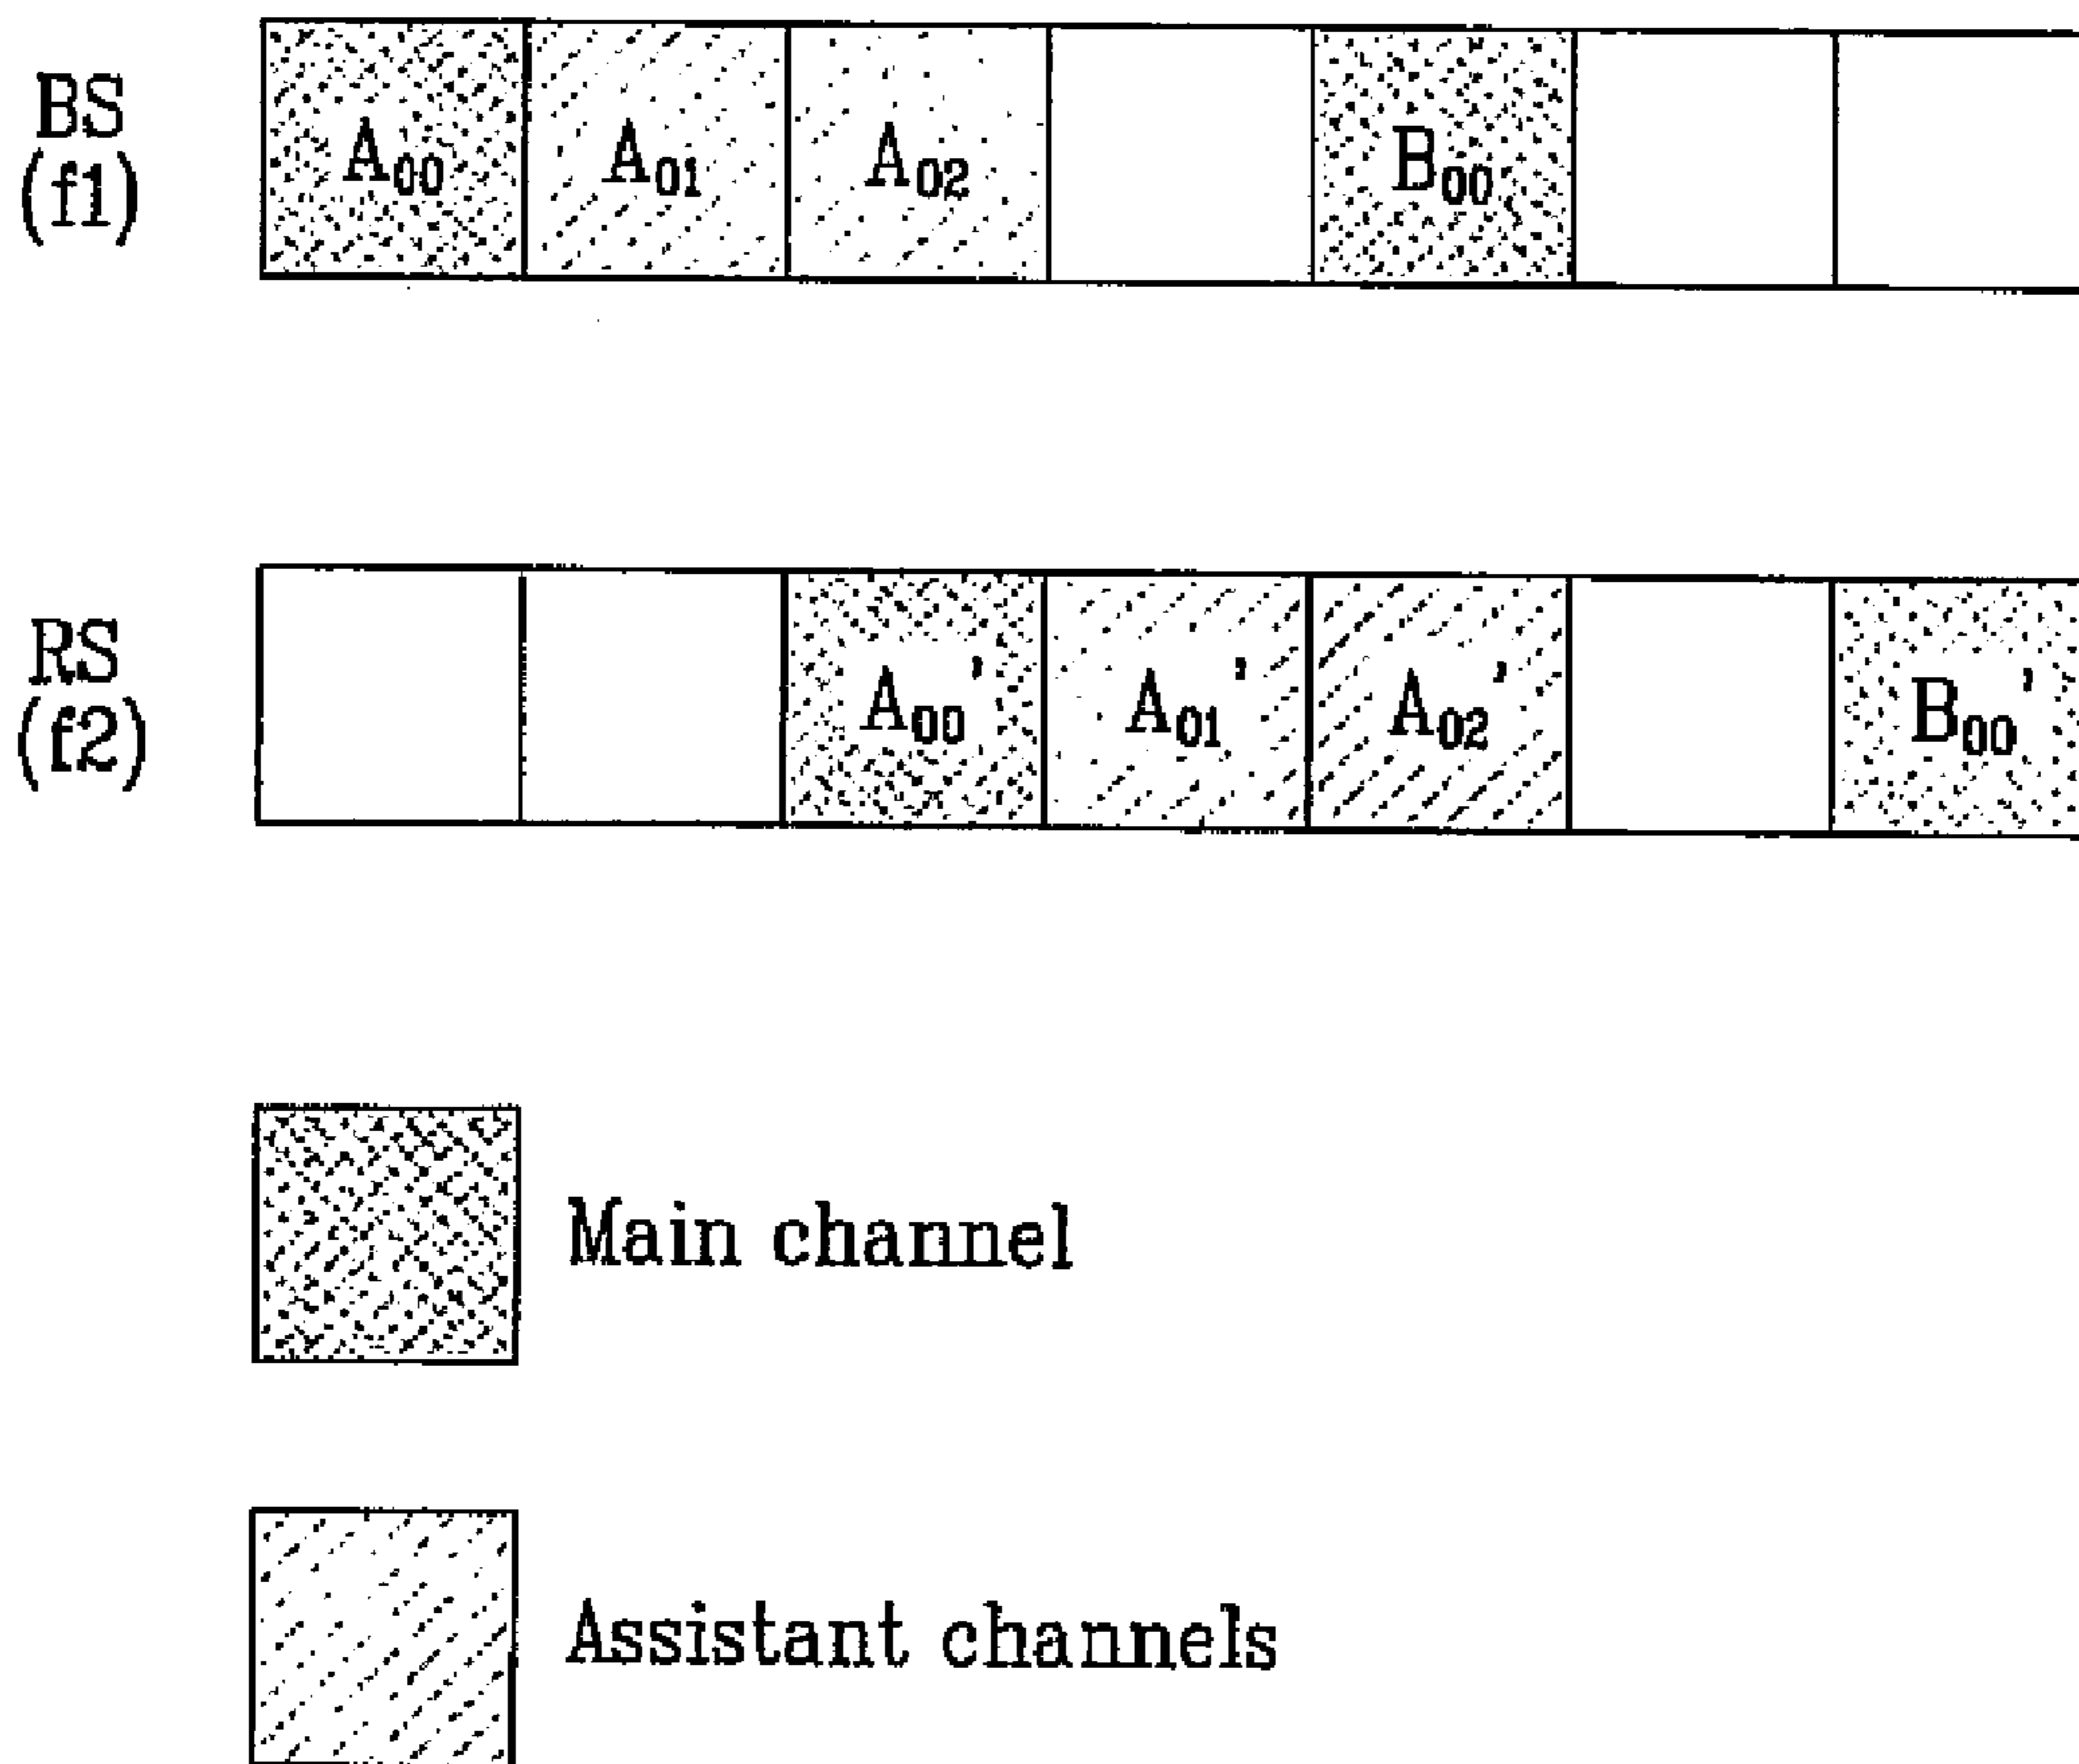 BS
(f1)
A00 A01 A02 B00
RS
(f2)
A00' A01' A02' B00'
Main channel
Assistant channels